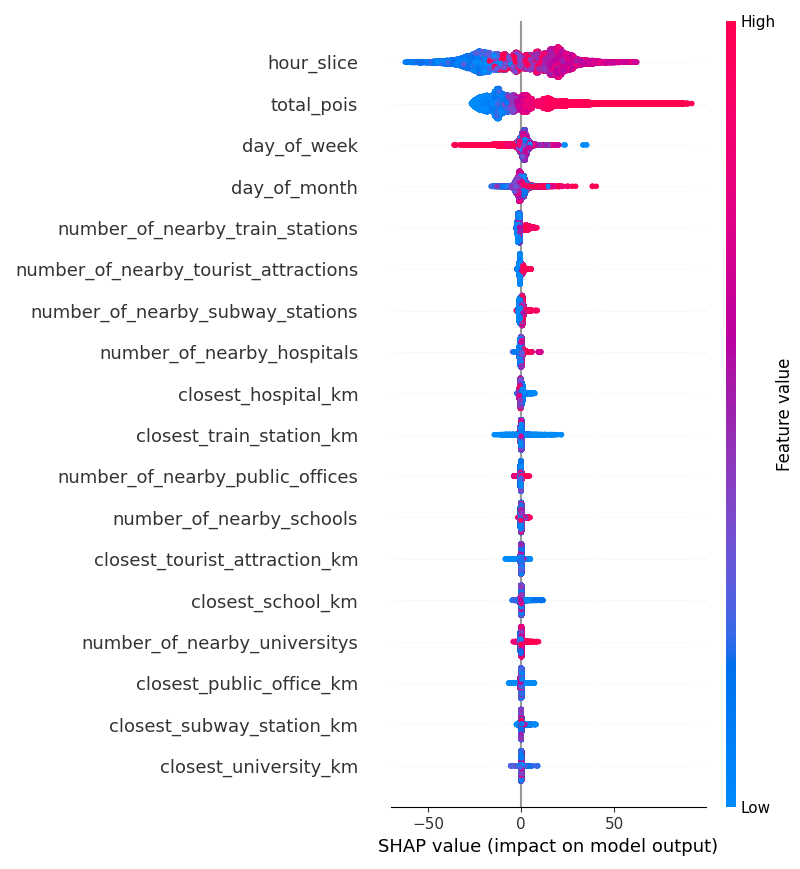 High
hour_slice
total_pois
day_of_week
day_of_month
number_of_nearby_train_stations
number_of_nearby_tourist_attractions
number_of_nearby_subway_stations
number_of_nearby_hospitals
closest_hospital_km
closest_train_station_km
number_of_nearby_public_offices
number_of_nearby_schools
closest_tourist_attraction_km
closest_school_km
number_of_nearby_universitys
closest_public_office_km
closest_subway_station_km
closest_university_km
Feature value
Low
−50 0 50
SHAP value (impact on model output)